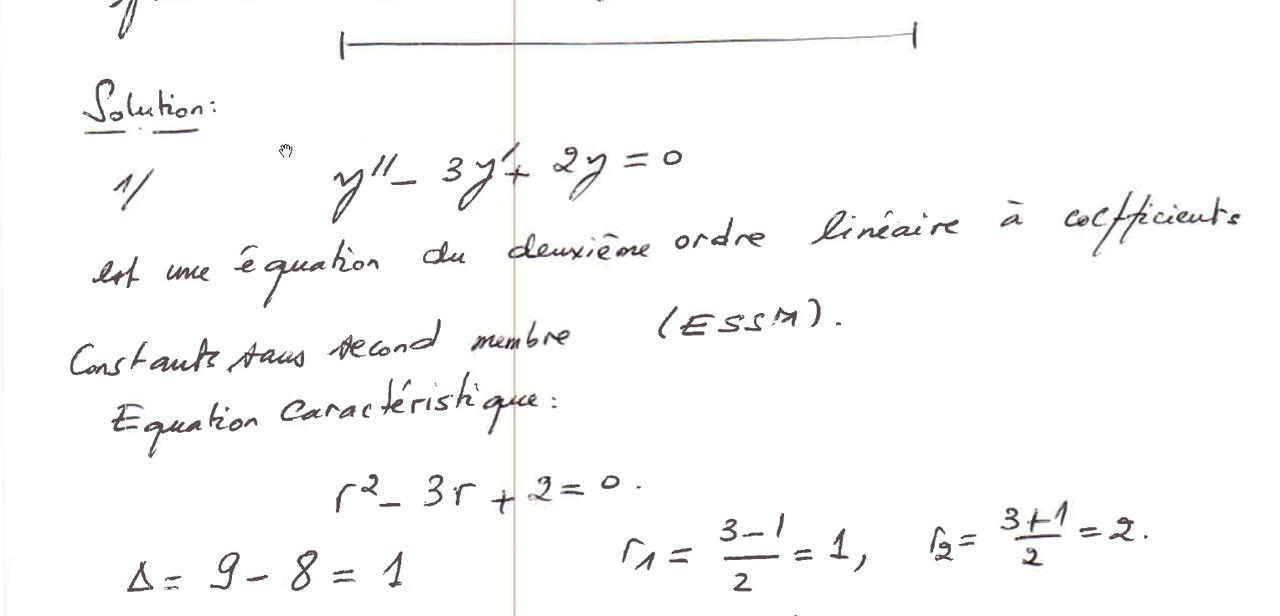 Solution:
1/ y'' - 3y' + 2y = 0
est une équation du deuxième ordre linéaire à coefficients
Constants sans second membre (ESSM).
Equation Caractéristique:
r² - 3r + 2 = 0.
Δ = 9 - 8 = 1 r₁ = (3-1)/2 = 1, r₂ = (3+1)/2 = 2.